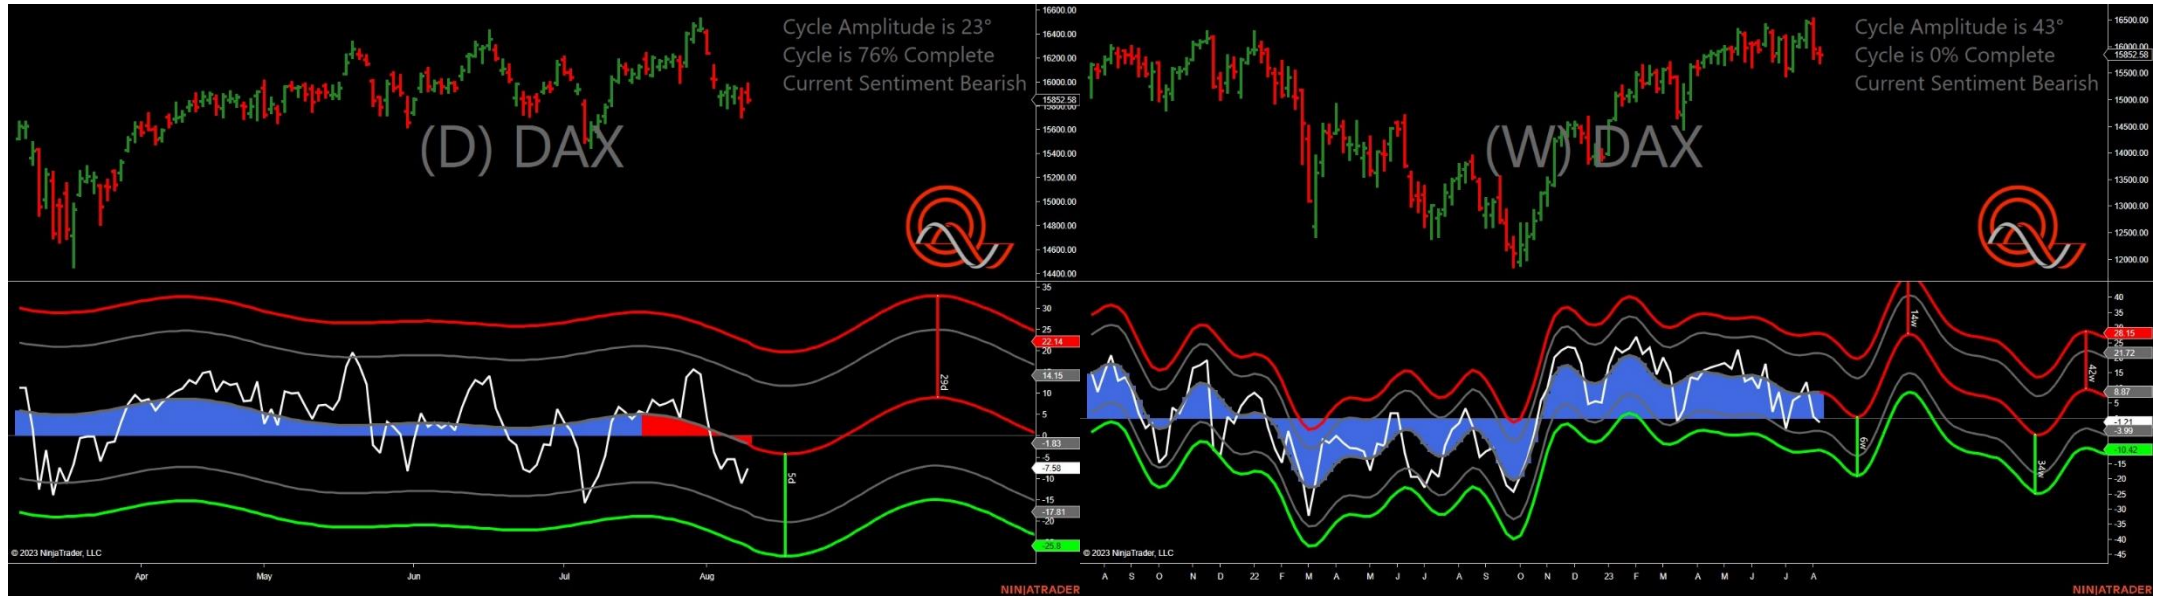 Cycle Amplitude is 23°
Cycle is 76% Complete
Current Sentiment Bearish
(D) DAX
16600.00
16400.00
16200.00
16000.00
15852.58
15800.00
15600.00
15400.00
15200.00
15000.00
14800.00
14600.00
14400.00
35
30
25
22.14
20
14.15
10
5
0
-1.83
-5
-7.58
-10
-15
-17.81
-20
-25.8
29d
5d
© 2023 NinjaTrader, LLC
Apr May Jun Jul Aug
NINJATRADER
Cycle Amplitude is 43°
Cycle is 0% Complete
Current Sentiment Bearish
(W) DAX
16500.00
16000.00
15852.58
15500.00
15000.00
14500.00
14000.00
13500.00
13000.00
12500.00
12000.00
40
35
28.15
25
21.72
15
8.87
5
-1.21
-3.99
-10.42
-15
-20
-25
-30
-35
-40
-45
14w
42w
6w
34w
© 2023 NinjaTrader, LLC
A S O N D 22 F M A M J J A S O N D 23 F M A M J J A
NINJATRADER